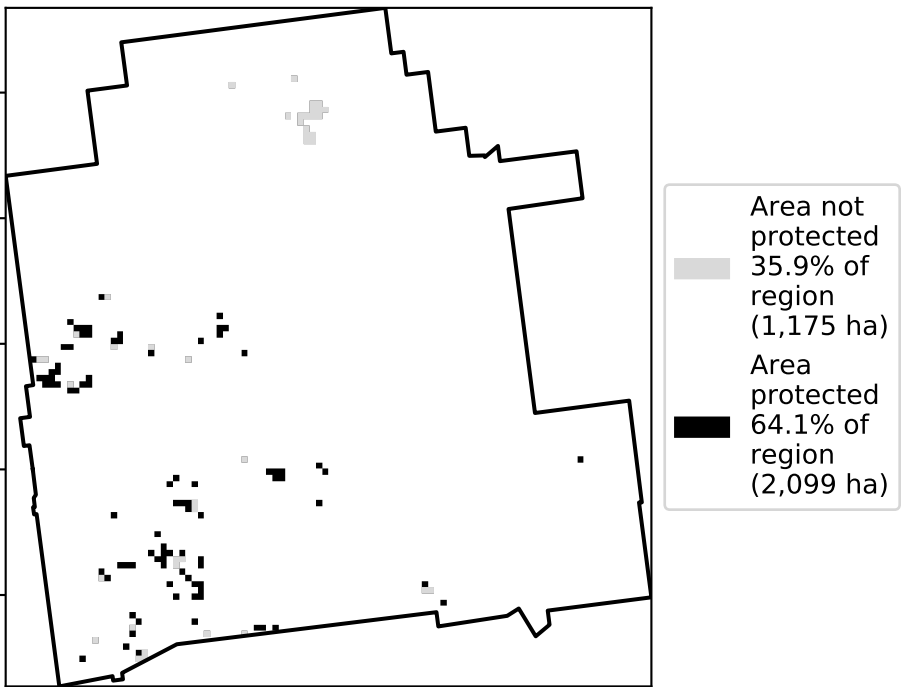 Area not
protected
35.9% of
region
(1,175 ha)
Area
protected
64.1% of
region
(2,099 ha)